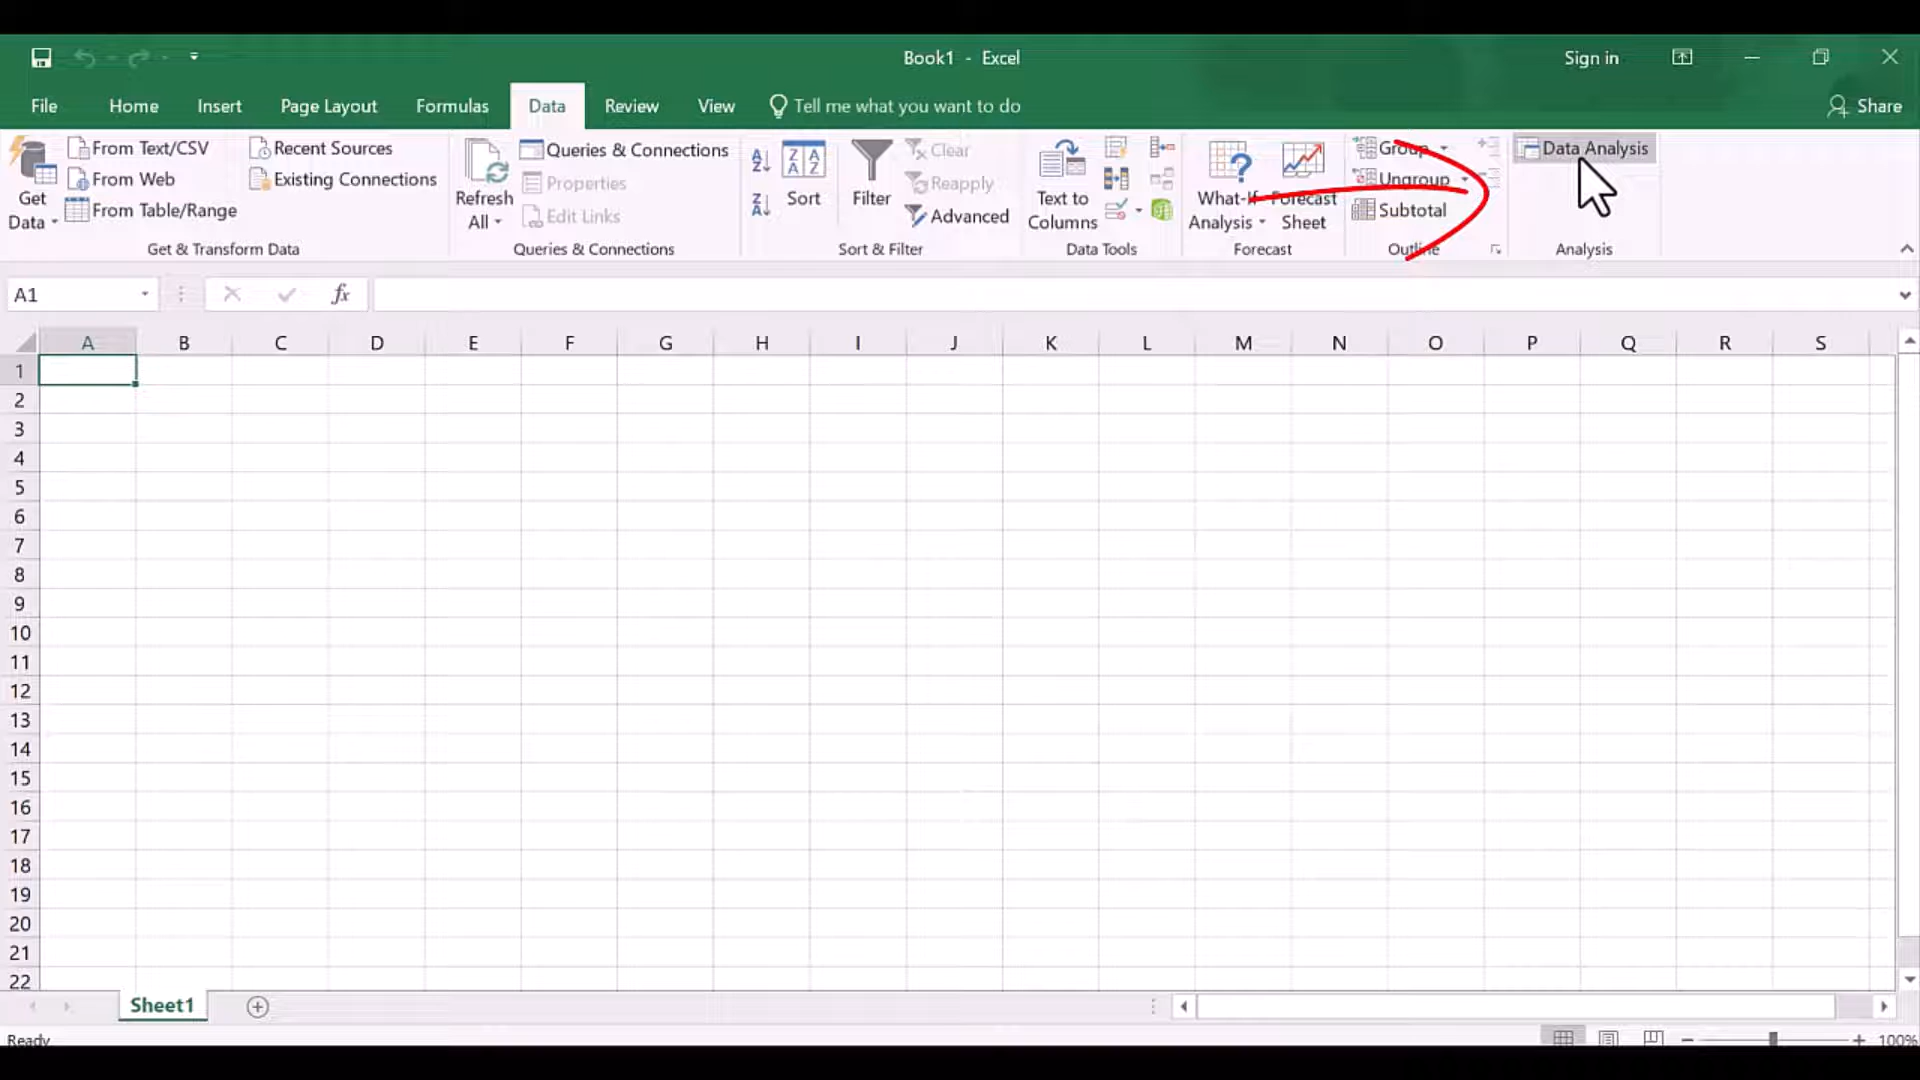 Book1 - Excel
Sign in
File Home Insert Page Layout Formulas Data Review View Tell me what you want to do Share
Get Data
From Text/CSV
From Web
From Table/Range
Recent Sources
Existing Connections
Get & Transform Data
Refresh All
Queries & Connections
Properties
Edit Links
Queries & Connections
Sort
Filter
Clear
Reapply
Advanced
Sort & Filter
Text to Columns
Data Tools
What-If Analysis
Forecast Sheet
Forecast
Group
Ungroup
Subtotal
Outline
Data Analysis
Analysis
A1
fx
A B C D E F G H I J K L M N O P Q R S
1
2
3
4
5
6
7
8
9
10
11
12
13
14
15
16
17
18
19
20
21
22
Sheet1
Ready
100%